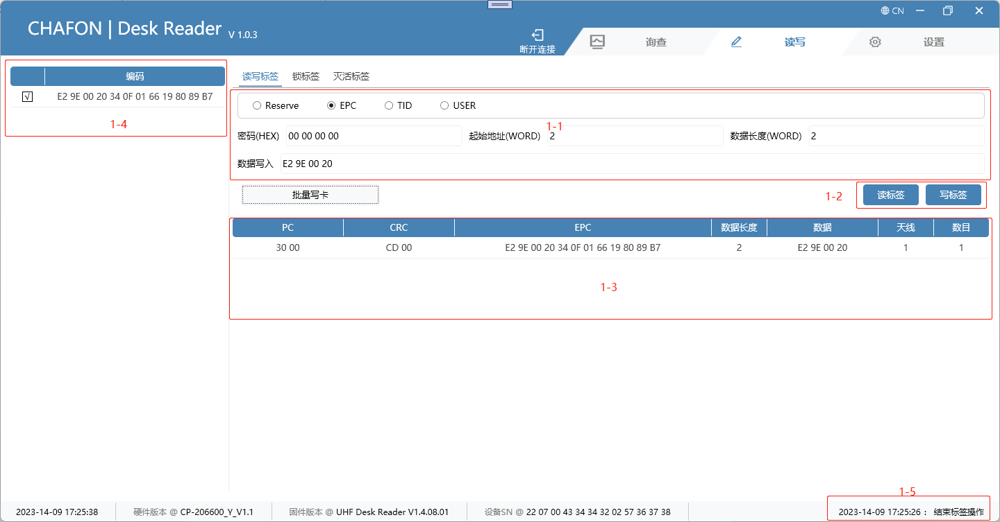 CN
CHAFON | Desk Reader V 1.0.3
断开连接
询查
读写
设置
编码
√ E2 9E 00 20 34 0F 01 66 19 80 89 B7
1-4
读写标签 锁标签 灭活标签
Reserve EPC TID USER
1-1
密码(HEX) 00 00 00 00 起始地址(WORD) 2 数据长度(WORD) 2
数据写入 E2 9E 00 20
批量写卡
1-2
读标签 写标签
PC CRC EPC 数据长度 数据 天线 数目
30 00 CD 00 E2 9E 00 20 34 0F 01 66 19 80 89 B7 2 E2 9E 00 20 1 1
1-3
1-5
2023-14-09 17:25:38 硬件版本 @ CP-206600_Y_V1.1 固件版本 @ UHF Desk Reader V1.4.08.01 设备SN @ 22 07 00 43 34 34 32 02 57 36 37 38 2023-14-09 17:25:26 ： 结束标签操作